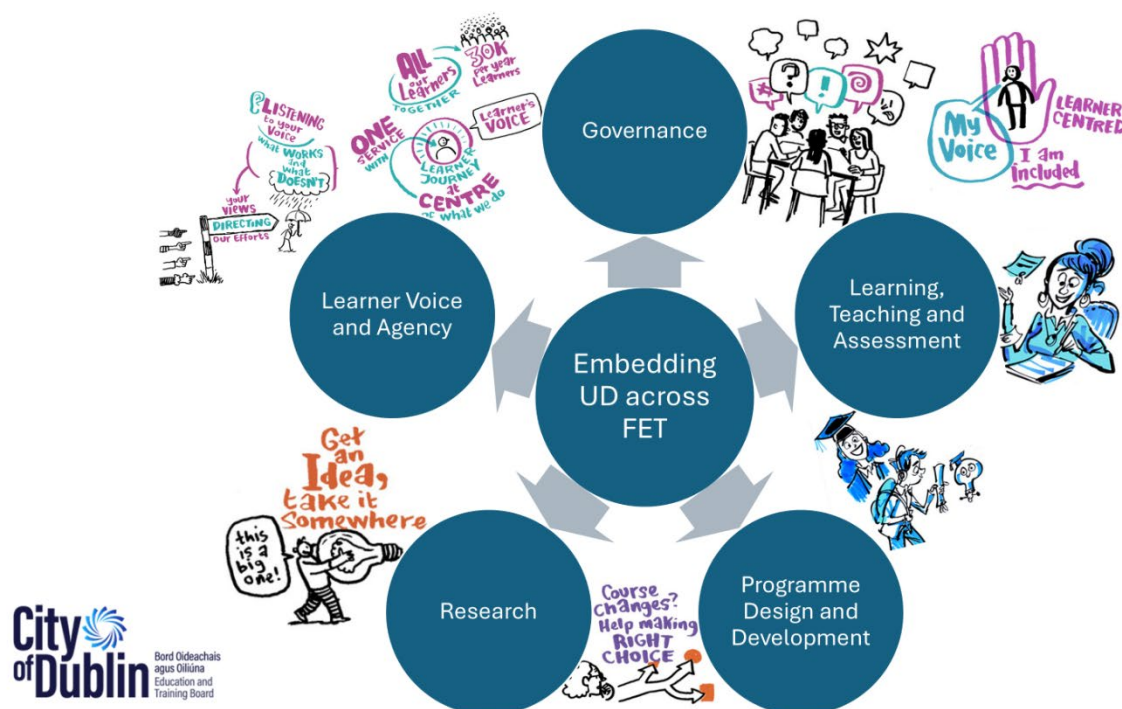 ALL
our
Learners
TOGETHER
30K
per year
Learners
Learner's
VOICE
ONE
SERVICE
WITH
LEARNER
JOURNEY
at
CENTRE
of what we do
LISTENING
to your
Voice
what WORKS
and
what
DOESN'T
your
VIEWS
DIRECTING
Our Efforts
Governance
?
!
My
Voice
LEARNER
CENTRED
I am
included
Learner Voice
and Agency
Learning,
Teaching and
Assessment
Embedding
UD across
FET
Get
an
Idea,
take it
Somewhere
this
is a
big
one!
Research
Course
changes?
Help making
RIGHT
CHOICE
Programme
Design and
Development
City
of Dublin
Bord Oideachais
agus Oiliúna
Education and
Training Board